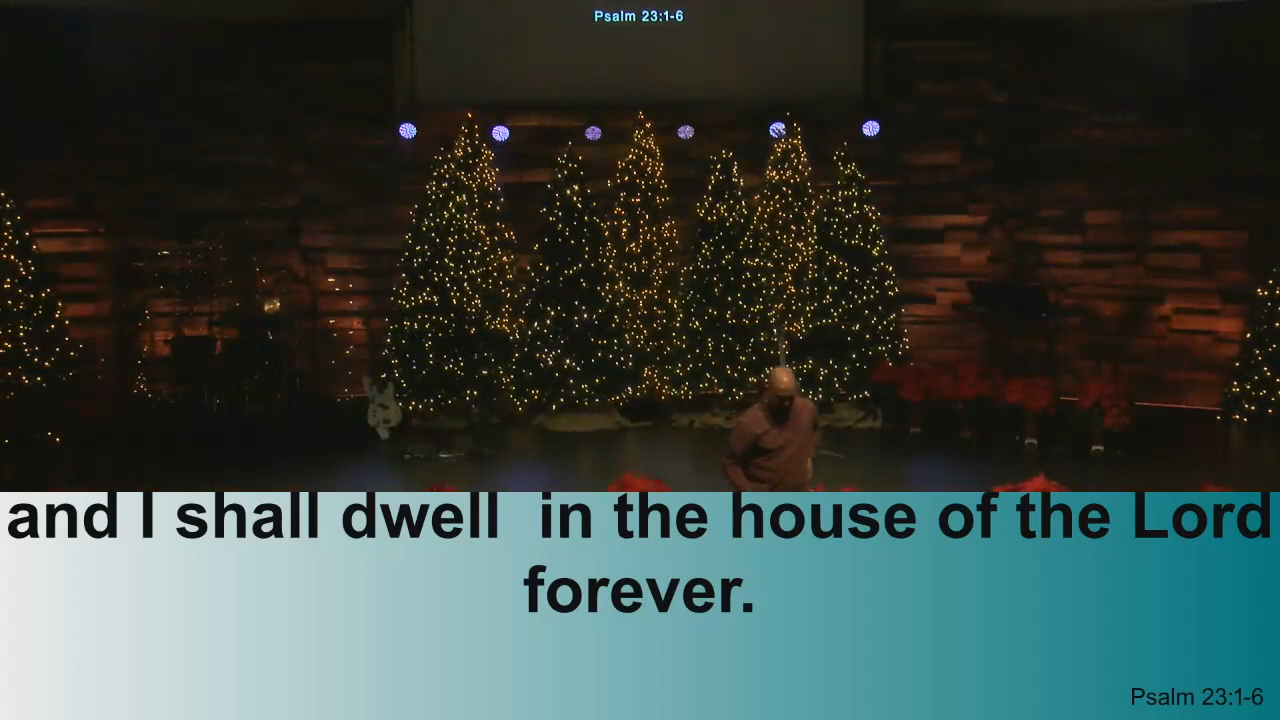 Psalm 23:1-6
and I shall dwell in the house of the Lord
forever.
Psalm 23:1-6